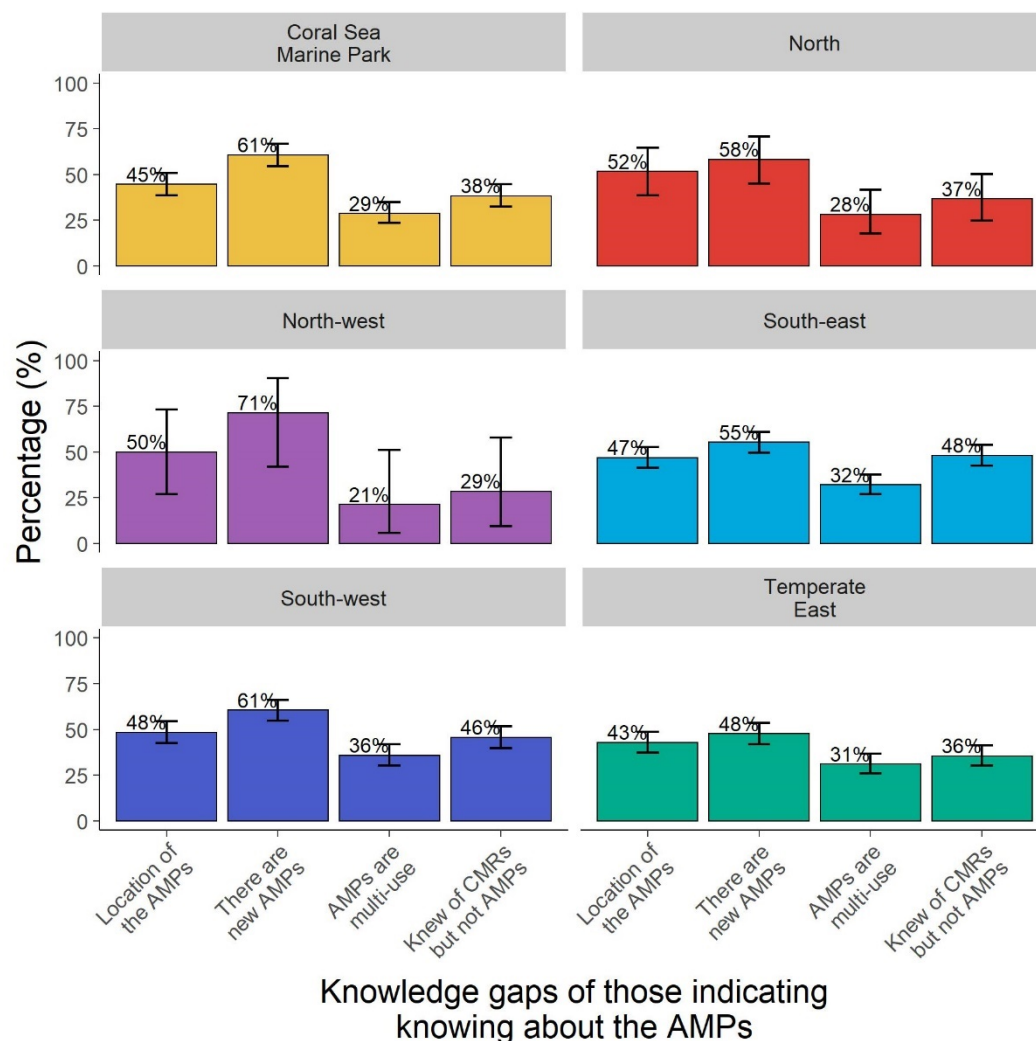 Coral Sea
Marine Park
North
100
75
50
25
0
45%
61%
29%
38%
52%
58%
28%
37%
North-west
South-east
100
75
50
25
0
50%
71%
21%
29%
47%
55%
32%
48%
South-west
Temperate
East
100
75
50
25
0
48%
61%
36%
46%
43%
48%
31%
36%
Percentage (%)
Location of
the AMPs
There are
new AMPs
AMPs are
multi-use
Knew of CMRs
but not AMPs
Location of
the AMPs
There are
new AMPs
AMPs are
multi-use
Knew of CMRs
but not AMPs
Knowledge gaps of those indicating
knowing about the AMPs